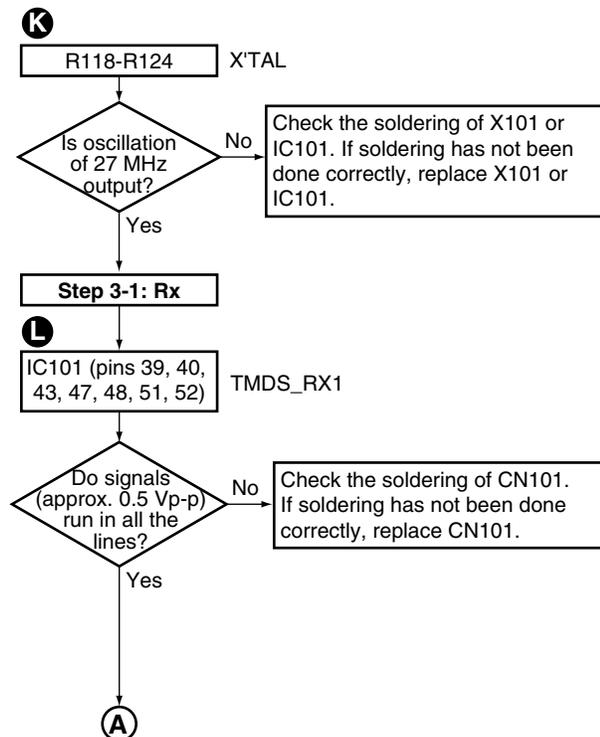 K
R118-R124
X'TAL
Is oscillation
of 27 MHz
output?
No
Check the soldering of X101 or
IC101. If soldering has not been
done correctly, replace X101 or
IC101.
Yes
Step 3-1: Rx
L
IC101 (pins 39, 40,
43, 47, 48, 51, 52)
TMDS_RX1
Do signals
(approx. 0.5 Vp-p)
run in all the
lines?
No
Check the soldering of CN101.
If soldering has not been done
correctly, replace CN101.
Yes
A